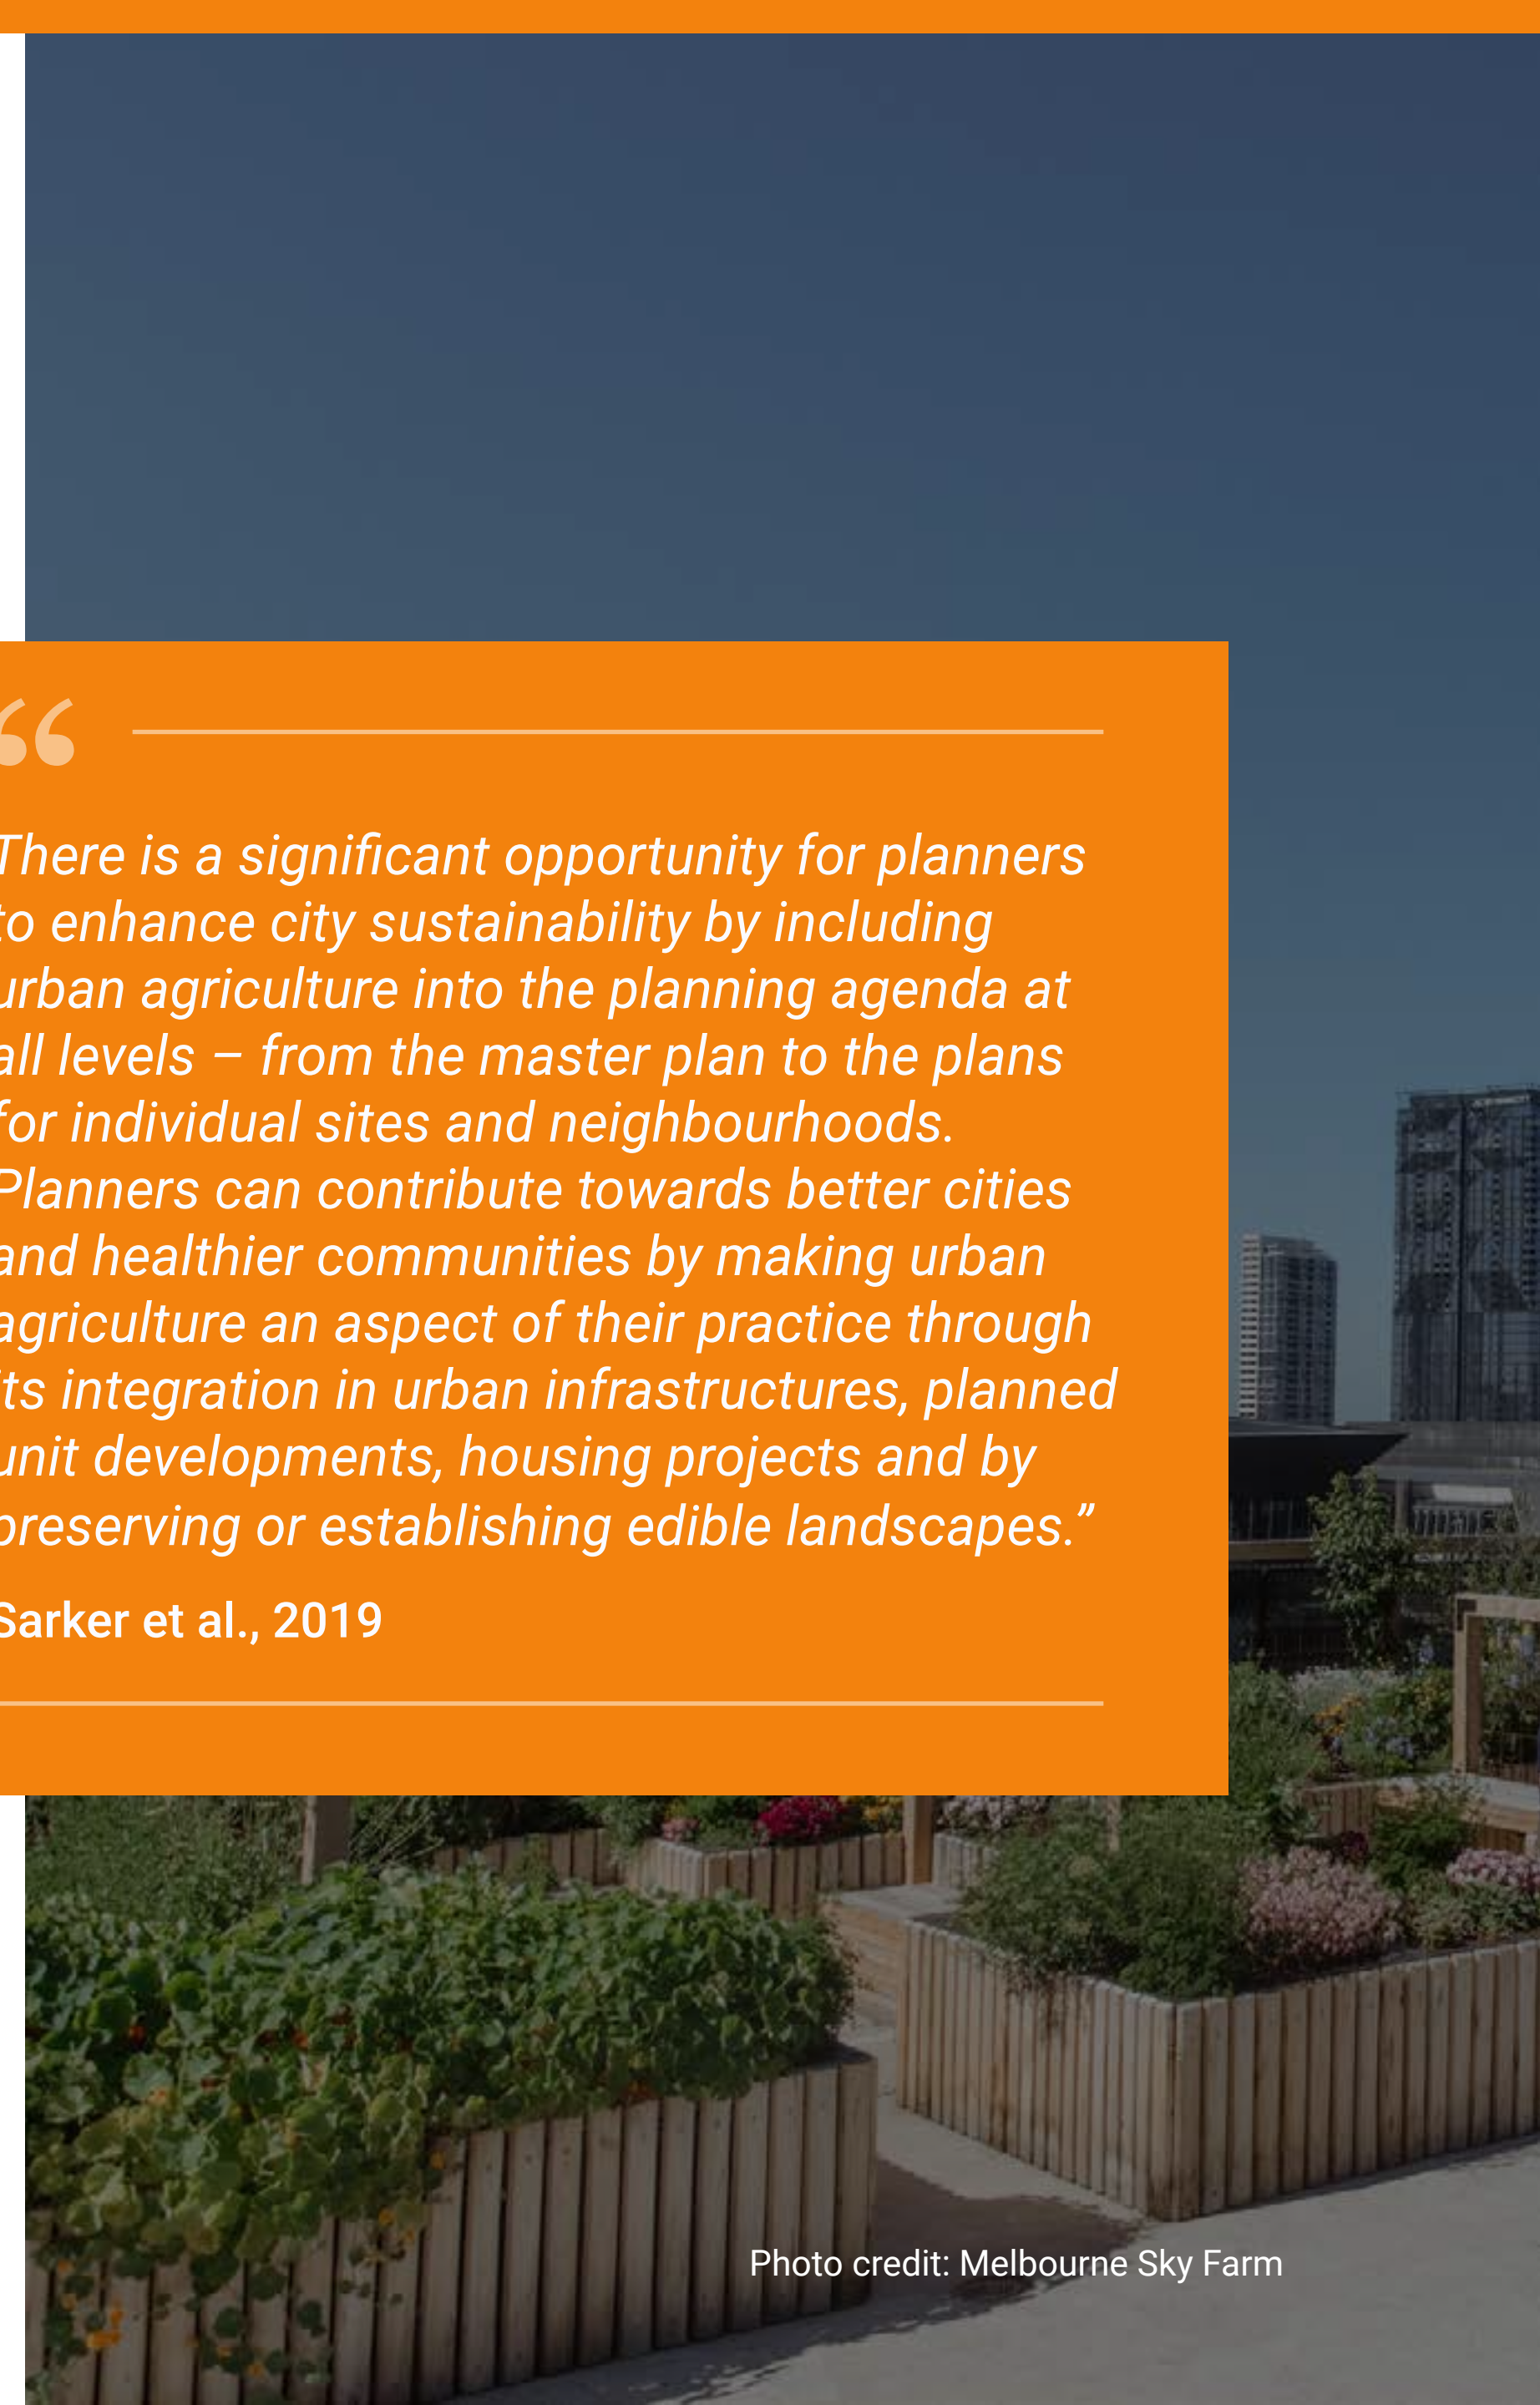 “
There is a significant opportunity for planners
to enhance city sustainability by including
urban agriculture into the planning agenda at
all levels – from the master plan to the plans
for individual sites and neighbourhoods.
Planners can contribute towards better cities
and healthier communities by making urban
agriculture an aspect of their practice through
its integration in urban infrastructures, planned
unit developments, housing projects and by
preserving or establishing edible landscapes.”
Sarker et al., 2019
Photo credit: Melbourne Sky Farm